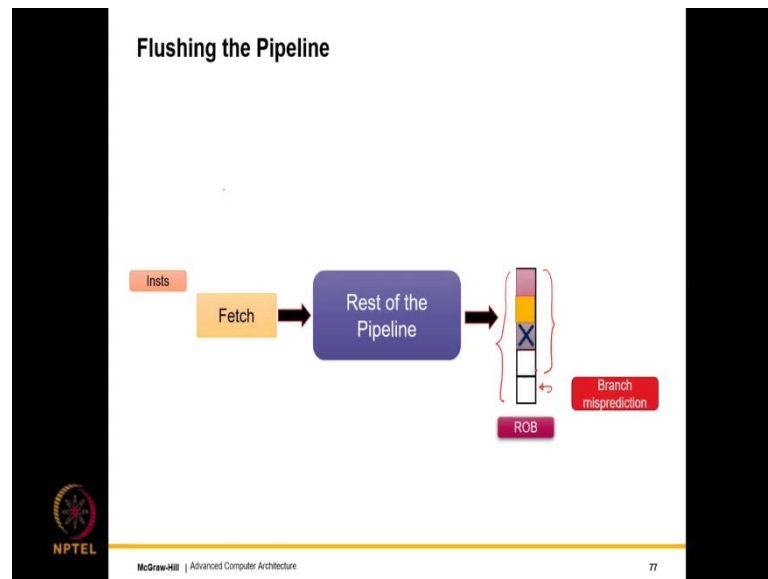 Flushing the Pipeline
Insts
Fetch
Rest of the
Pipeline
Branch
misprediction
ROB
NPTEL
McGraw-Hill | Advanced Computer Architecture
77